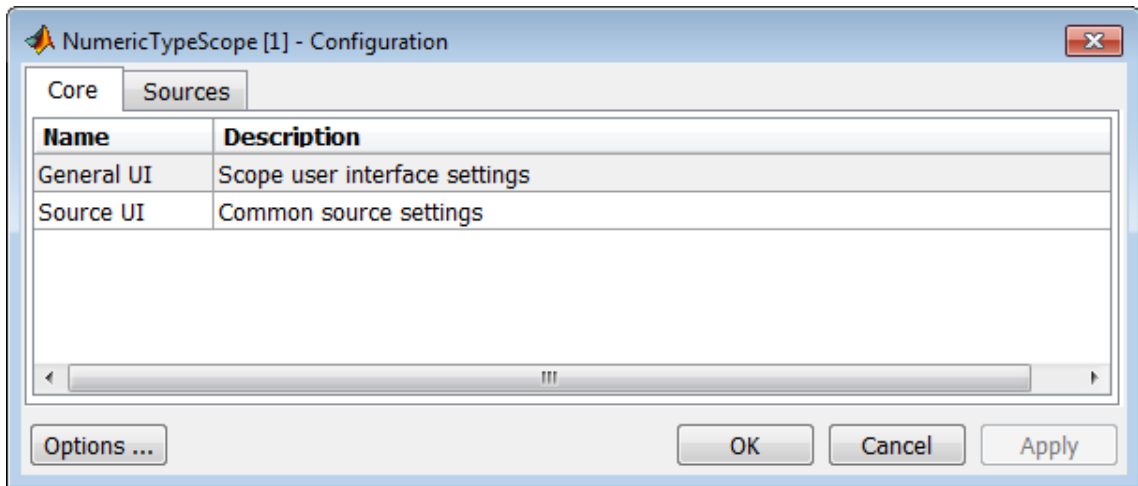 NumericTypeScope [1] - Configuration
Core Sources
Name Description
General UI Scope user interface settings
Source UI Common source settings
Options ... OK Cancel Apply